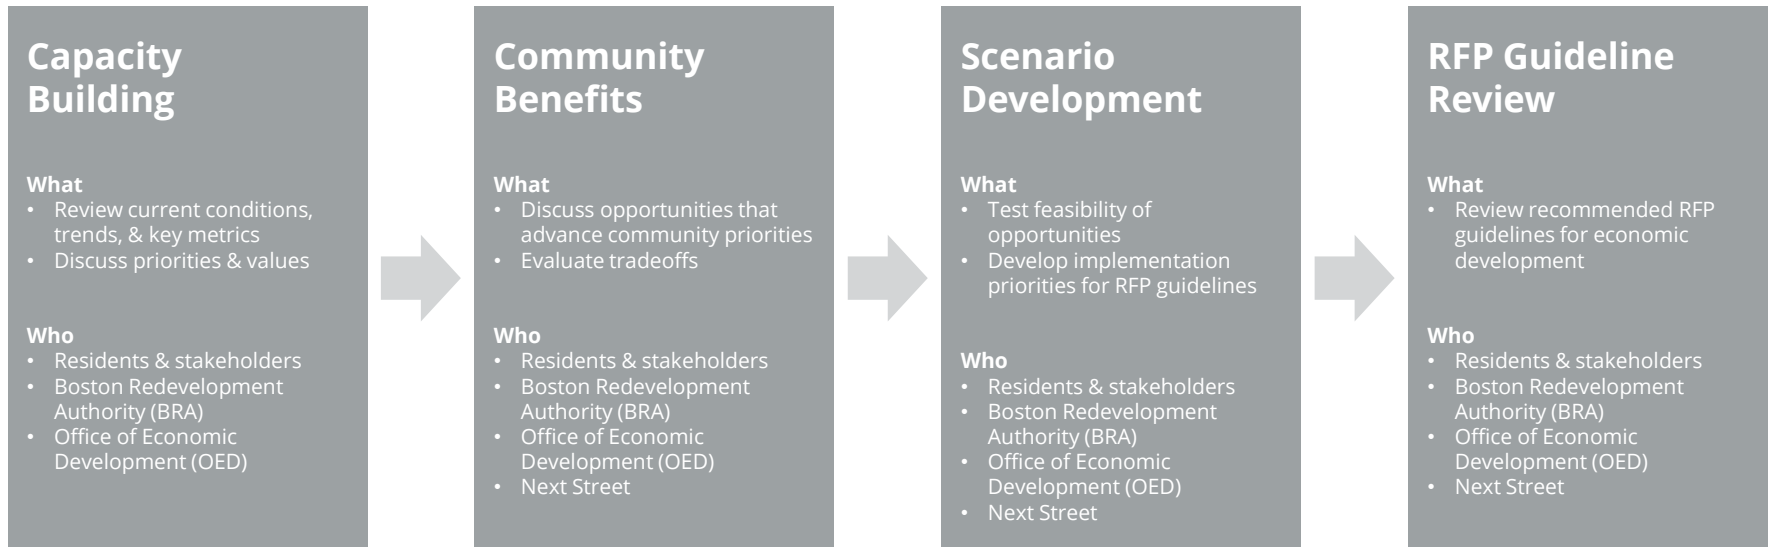 Capacity
Building
What
• Review current conditions,
trends, & key metrics
• Discuss priorities & values
Who
• Residents & stakeholders
• Boston Redevelopment
Authority (BRA)
• Office of Economic
Development (OED)
Community
Benefits
What
• Discuss opportunities that
advance community priorities
• Evaluate tradeoffs
Who
• Residents & stakeholders
• Boston Redevelopment
Authority (BRA)
• Office of Economic
Development (OED)
• Next Street
Scenario
Development
What
• Test feasibility of
opportunities
• Develop implementation
priorities for RFP guidelines
Who
• Residents & stakeholders
• Boston Redevelopment
Authority (BRA)
• Office of Economic
Development (OED)
• Next Street
RFP Guideline
Review
What
• Review recommended RFP
guidelines for economic
development
Who
• Residents & stakeholders
• Boston Redevelopment
Authority (BRA)
• Office of Economic
Development (OED)
• Next Street